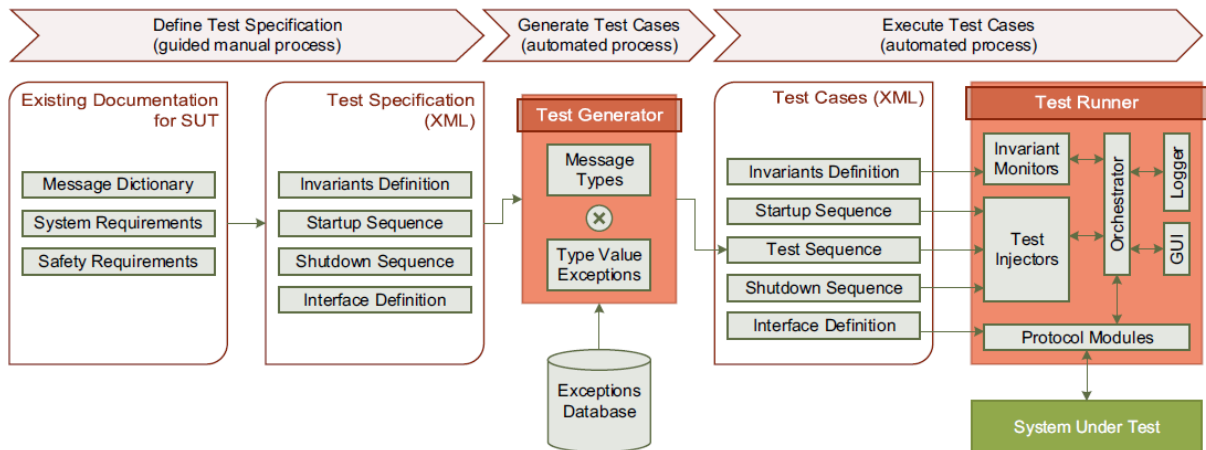 Define Test Specification
(guided manual process)
Generate Test Cases
(automated process)
Execute Test Cases
(automated process)
Existing Documentation
for SUT
Message Dictionary
System Requirements
Safety Requirements
Test Specification
(XML)
Invariants Definition
Startup Sequence
Shutdown Sequence
Interface Definition
Test Generator
Message
Types
Type Value
Exceptions
Exceptions
Database
Test Cases (XML)
Invariants Definition
Startup Sequence
Test Sequence
Shutdown Sequence
Interface Definition
Test Runner
Invariant
Monitors
Test
Injectors
Orchestrator
Logger
GUI
Protocol Modules
System Under Test